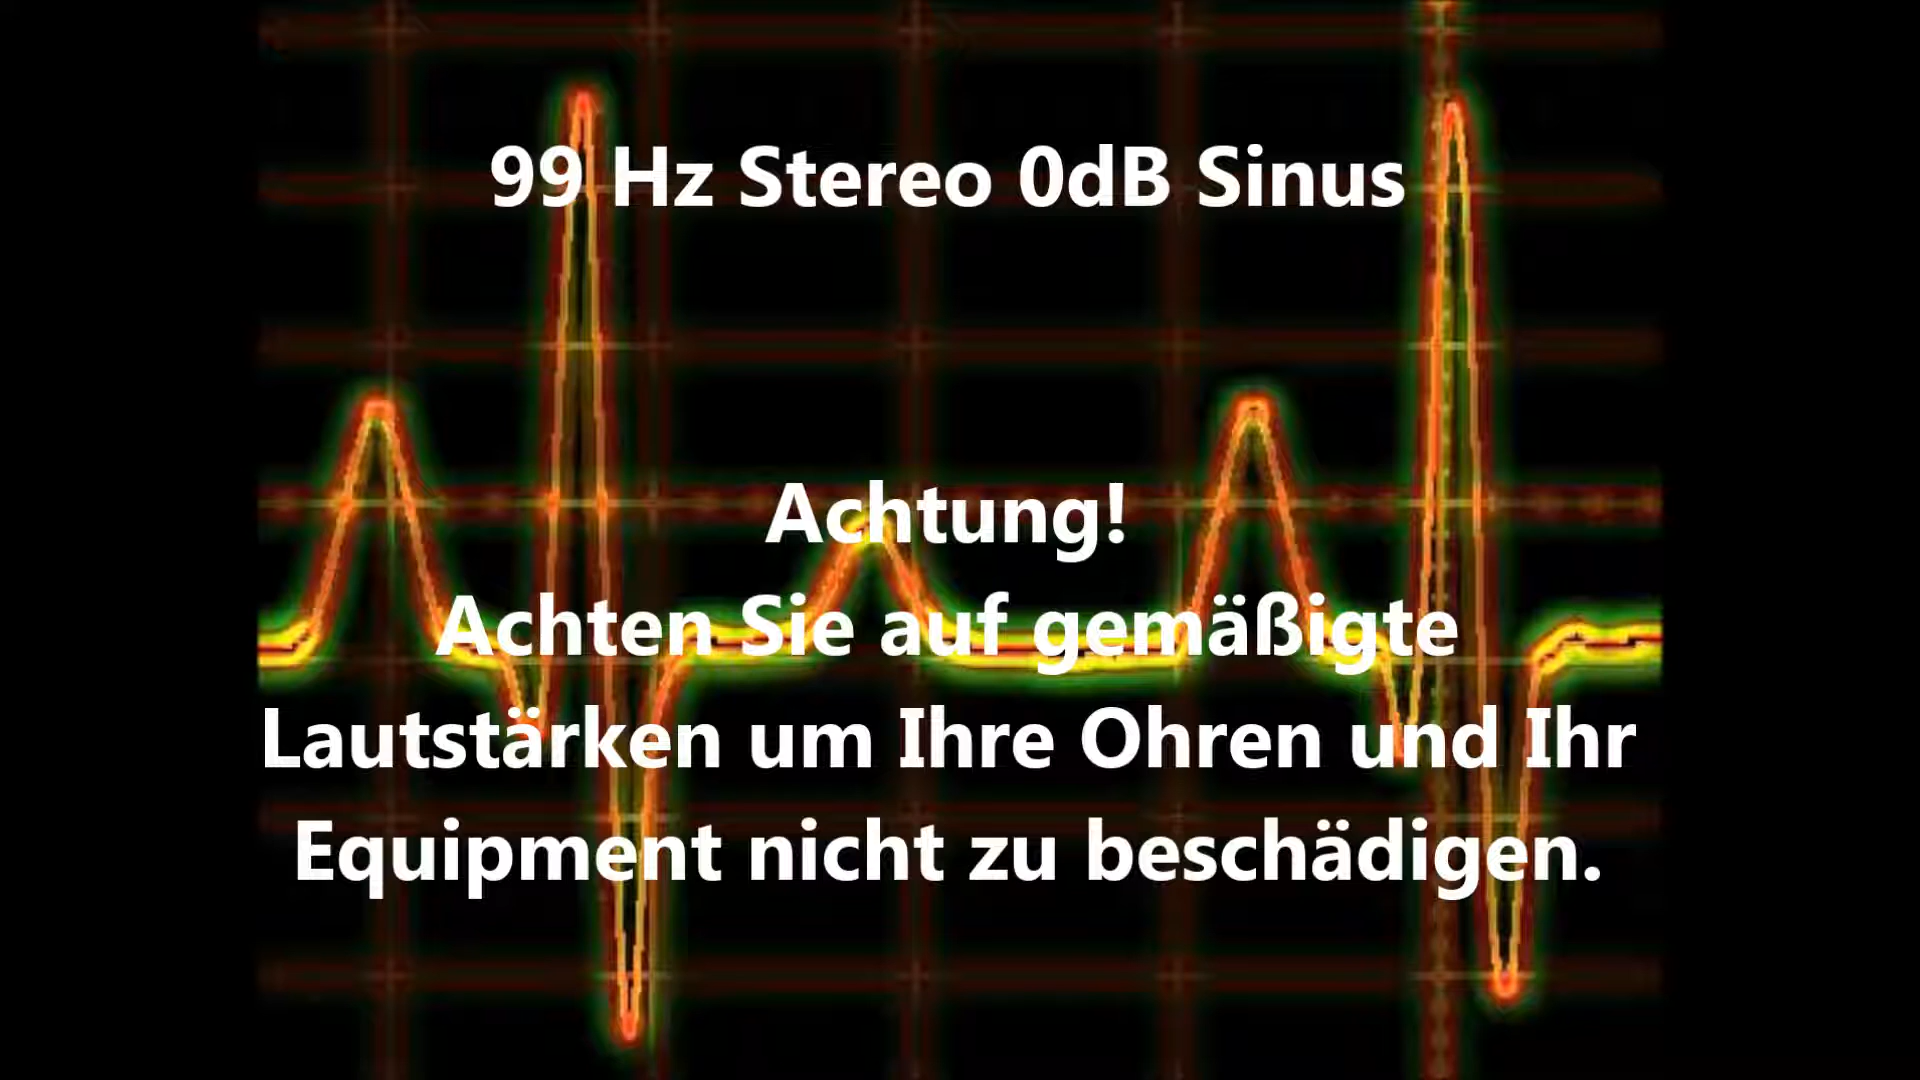 99 Hz Stereo 0dB Sinus
Achtung!
Achten Sie auf gemäßigte
Lautstärken um Ihre Ohren und Ihr
Equipment nicht zu beschädigen.